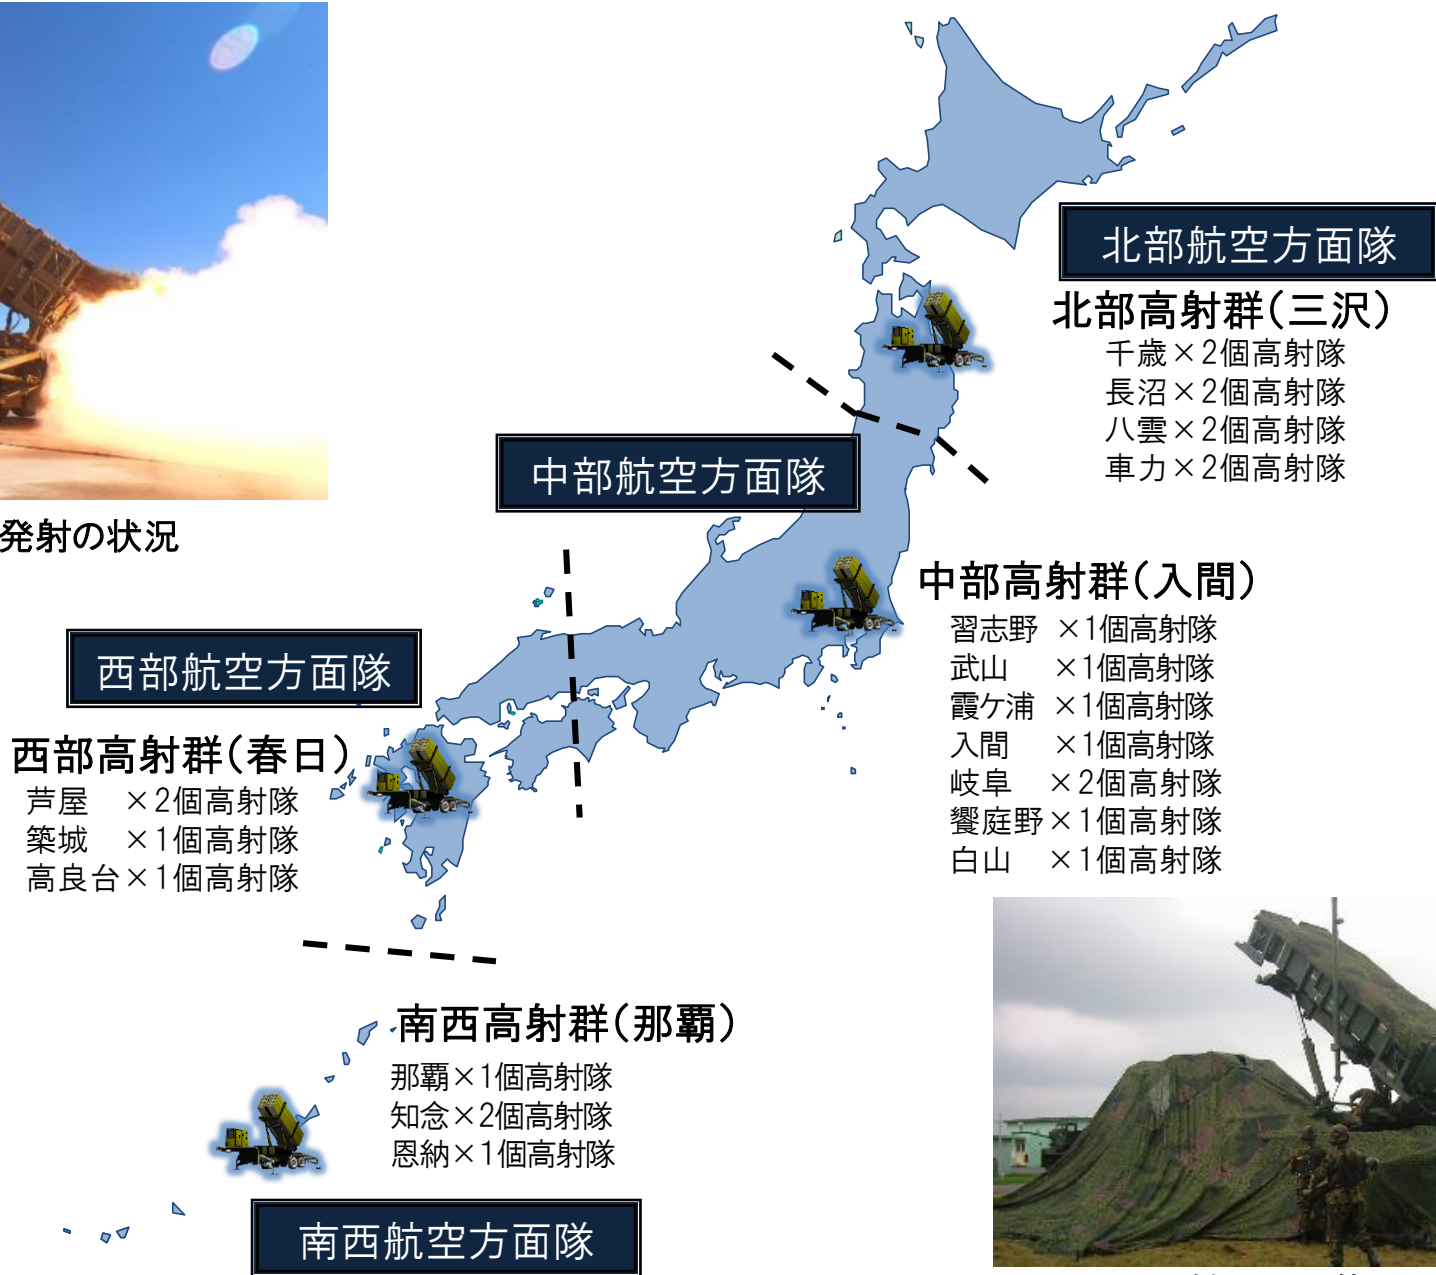 北部航空方面隊
北部高射群(三沢)
千歳×2個高射隊
長沼×2個高射隊
八雲×2個高射隊
車力×2個高射隊
中部航空方面隊
発射の状況
中部高射群(入間)
習志野 ×1個高射隊
武山 ×1個高射隊
霞ケ浦 ×1個高射隊
入間 ×1個高射隊
岐阜 ×2個高射隊
饗庭野×1個高射隊
白山 ×1個高射隊
西部航空方面隊
西部高射群(春日)
芦屋 ×2個高射隊
築城 ×1個高射隊
高良台×1個高射隊
南西高射群(那覇)
那覇×1個高射隊
知念×2個高射隊
恩納×1個高射隊
南西航空方面隊